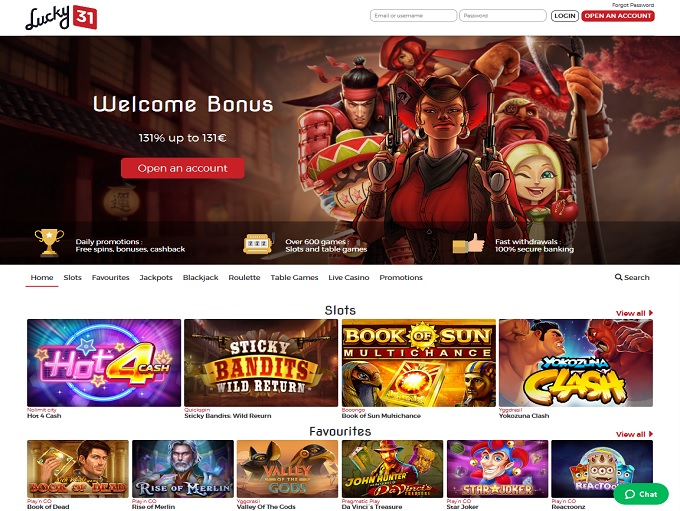 Lucky 31
Forgot Password
Email or username
Password
LOGIN
OPEN AN ACCOUNT
Welcome Bonus
131% up to 131€
Open an account
Daily promotions :
Free spins, bonuses, cashback
Over 600 games :
Slots and table games
Fast withdrawals :
100% secure banking
Home Slots Favourites Jackpots Blackjack Roulette Table Games Live Casino Promotions
Search
Slots
View all
HOT 4 CASH
STICKY
BANDITS
WILD RETURN
BOOK OF SUN
MULTICHANCE
YOKOZUNA
CLASH
Nolimit city
Hot 4 Cash
Quickspin
Sticky Bandits: Wild Return
Booongo
Book of Sun Multichance
Yggdrasil
Yokozuna Clash
Favourites
View all
BOOK OF DEAD
RISE OF MERLIN
VALLEY
OF THE
GODS
JOHN HUNTER
DaVinci's
TREASURE
STAR JOKER
REACTOONZ
Play'n GO
Book of Dead
Play'n GO
Rise of Merlin
Yggdrasil
Valley Of The Gods
Pragmatic Play
Da Vinci´s Treasure
Play'n GO
Star Joker
Play'n GO
Reactoonz
Chat